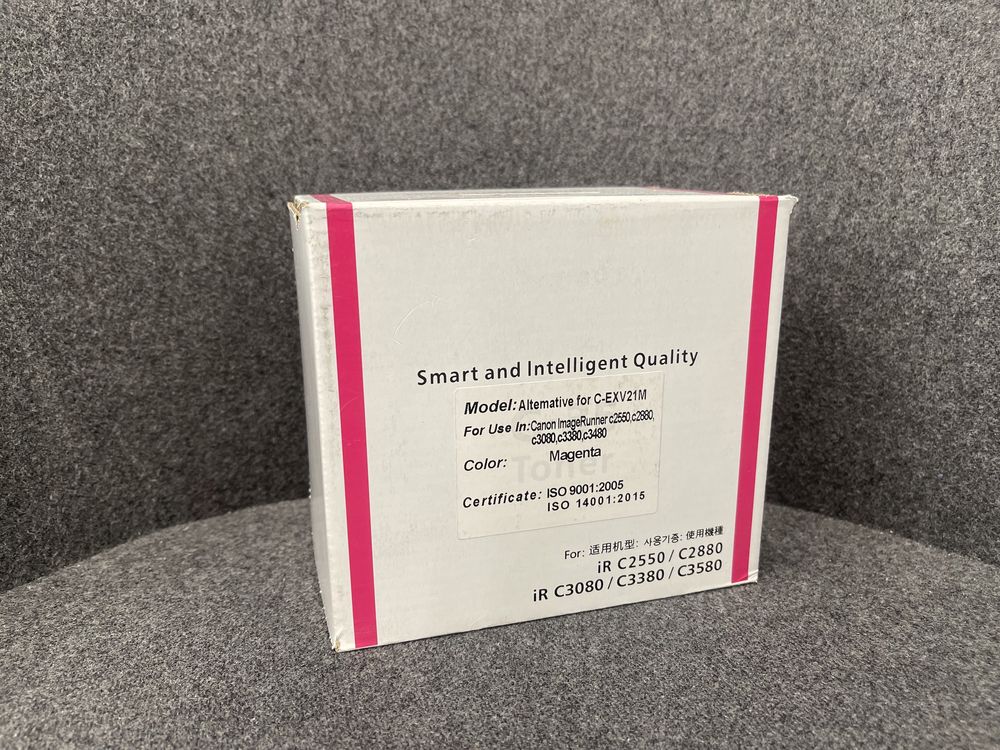 Smart and Intelligent Quality
Model: Altemative for C-EXV21M
For Use In: Canon ImageRunner c2550,c2880,
c3080,c3380,c3480
Color: Magenta
Toner
Certificate: ISO 9001:2005
ISO 14001:2015
For: 适用机型: 사용기종: 使用機種
iR C2550 / C2880
iR C3080 / C3380 / C3580